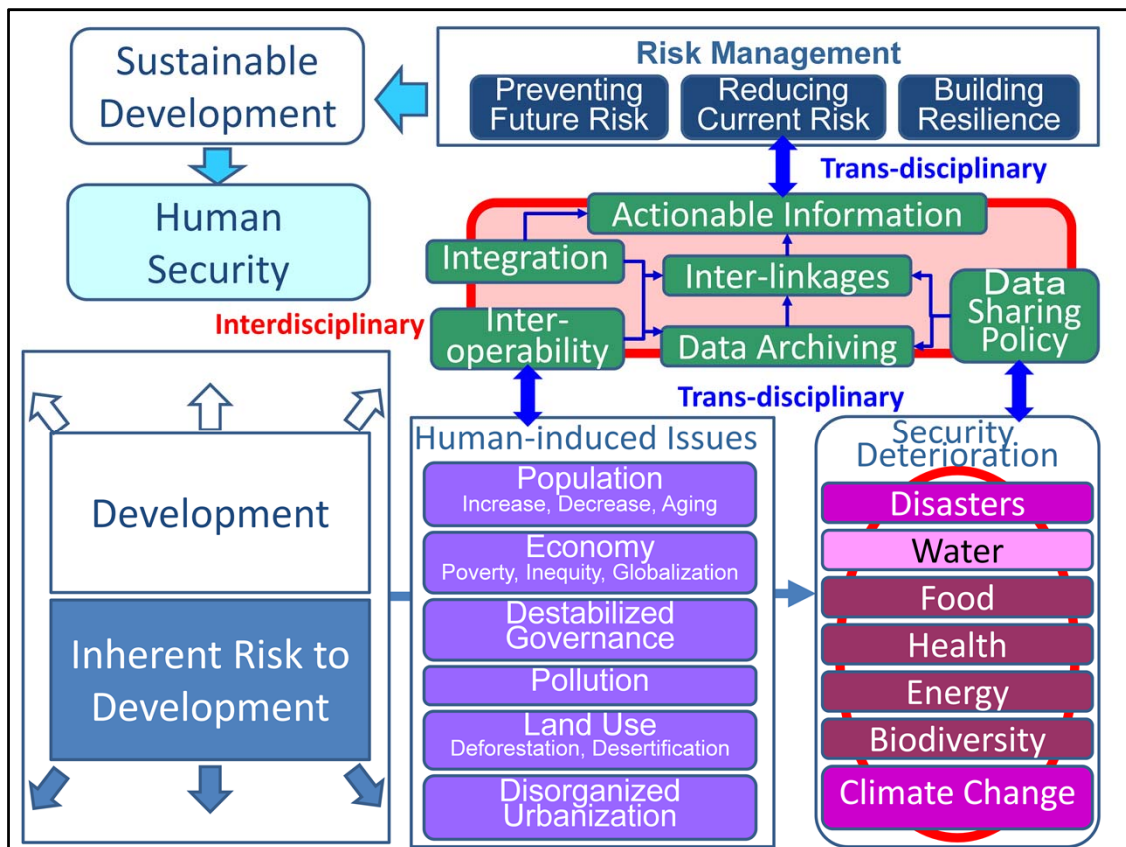 Sustainable
Development
Human
Security
Risk Management
Preventing
Future Risk
Reducing
Current Risk
Building
Resilience
Trans-disciplinary
Actionable Information
Integration
Inter-linkages
Data
Sharing
Policy
Interdisciplinary
Inter-
operability
Data Archiving
Trans-disciplinary
Development
Inherent Risk to
Development
Human-induced Issues
Population
Increase, Decrease, Aging
Economy
Poverty, Inequity, Globalization
Destabilized
Governance
Pollution
Land Use
Deforestation, Desertification
Disorganized
Urbanization
Security
Deterioration
Disasters
Water
Food
Health
Energy
Biodiversity
Climate Change